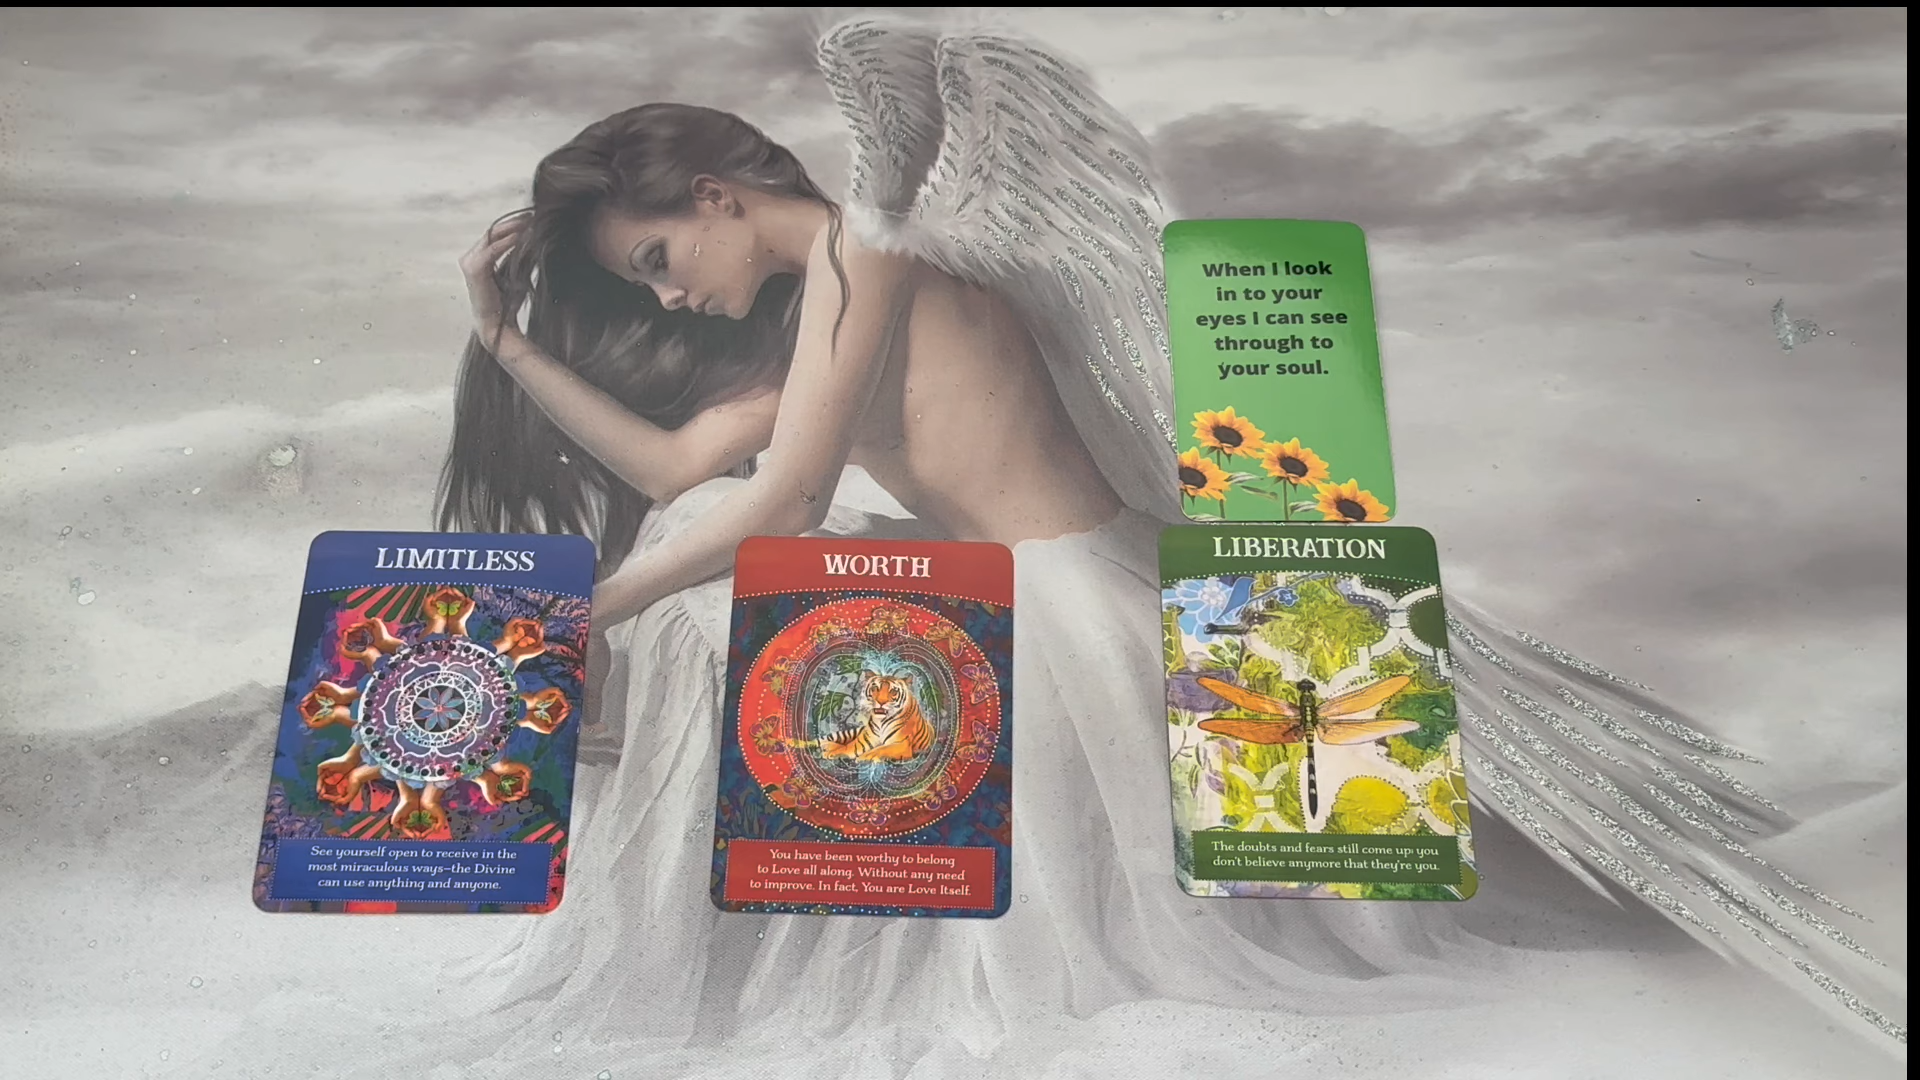 When I look
in to your
eyes I can see
through to
your soul.
LIMITLESS
See yourself open to receive in the
most miraculous ways—the Divine
can use anything and anyone.
WORTH
You have been worthy to belong
to Love all along. Without any need
to improve. In fact, You are Love Itself.
LIBERATION
The doubts and fears still come up; you
don't believe anymore that they're you.